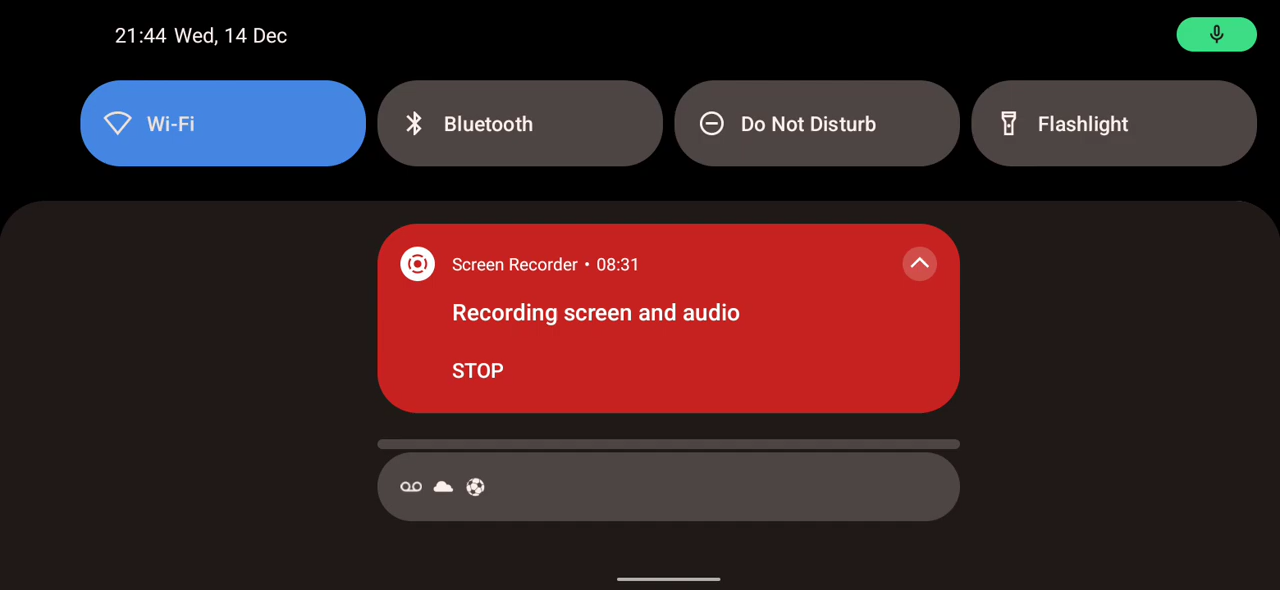 21:44 Wed, 14 Dec
Wi-Fi
Bluetooth
Do Not Disturb
Flashlight
Screen Recorder • 08:31
Recording screen and audio
STOP